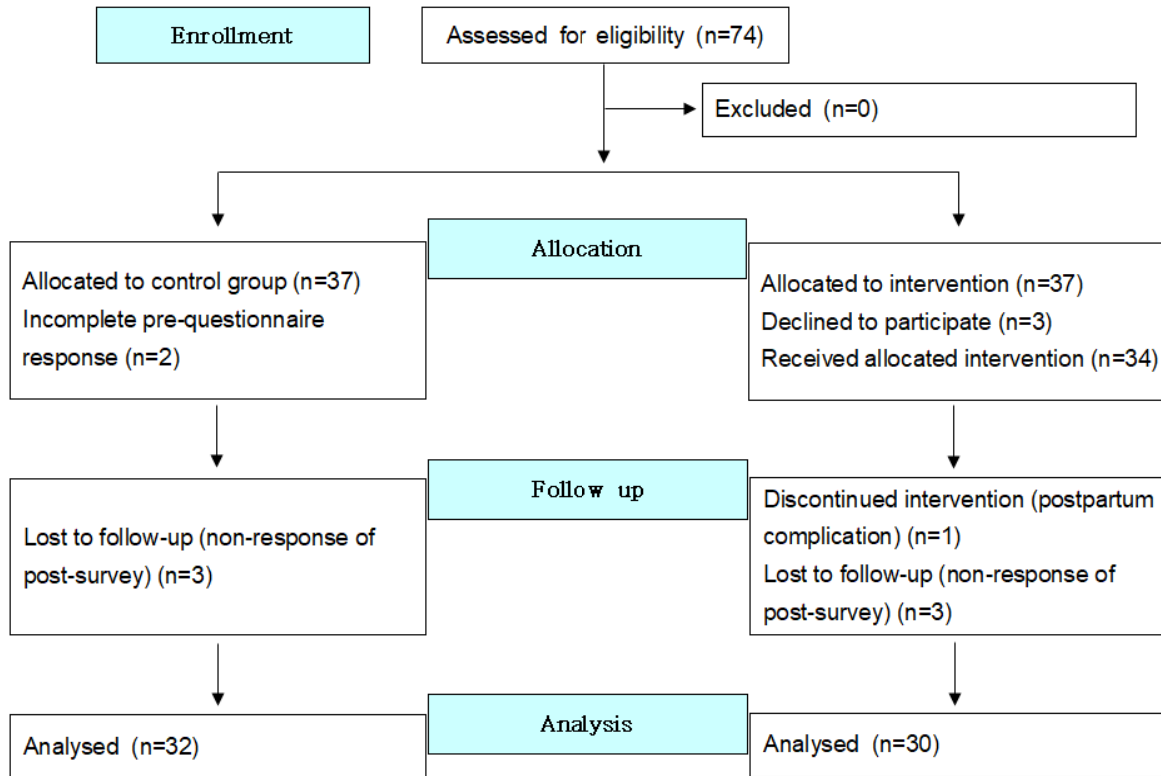 Enrollment
Assessed for eligibility (n=74)
Excluded (n=0)
Allocation
Allocated to control group (n=37)
Incomplete pre-questionnaire
response (n=2)
Allocated to intervention (n=37)
Declined to participate (n=3)
Received allocated intervention (n=34)
Follow up
Lost to follow-up (non-response of
post-survey) (n=3)
Discontinued intervention (postpartum
complication) (n=1)
Lost to follow-up (non-response of
post-survey) (n=3)
Analysis
Analysed (n=32)
Analysed (n=30)